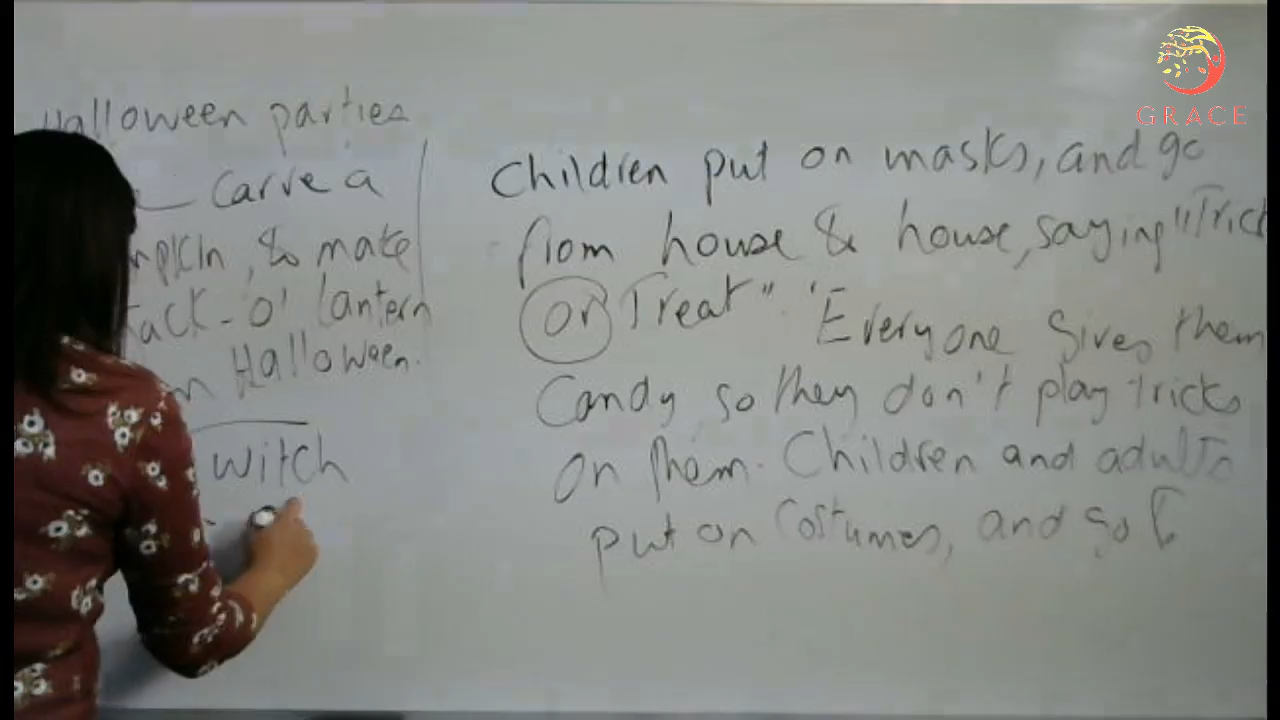 Halloween parties
Carve a
mpkin, & make
Jack-o' lantern
Halloween.
witch
Children put on masks, and go
from house & house, saying "Trick
or Treat" "Everyone gives them
Candy so they don't play tricks
on them. Children and adults
put on Costumes, and go
GRACE